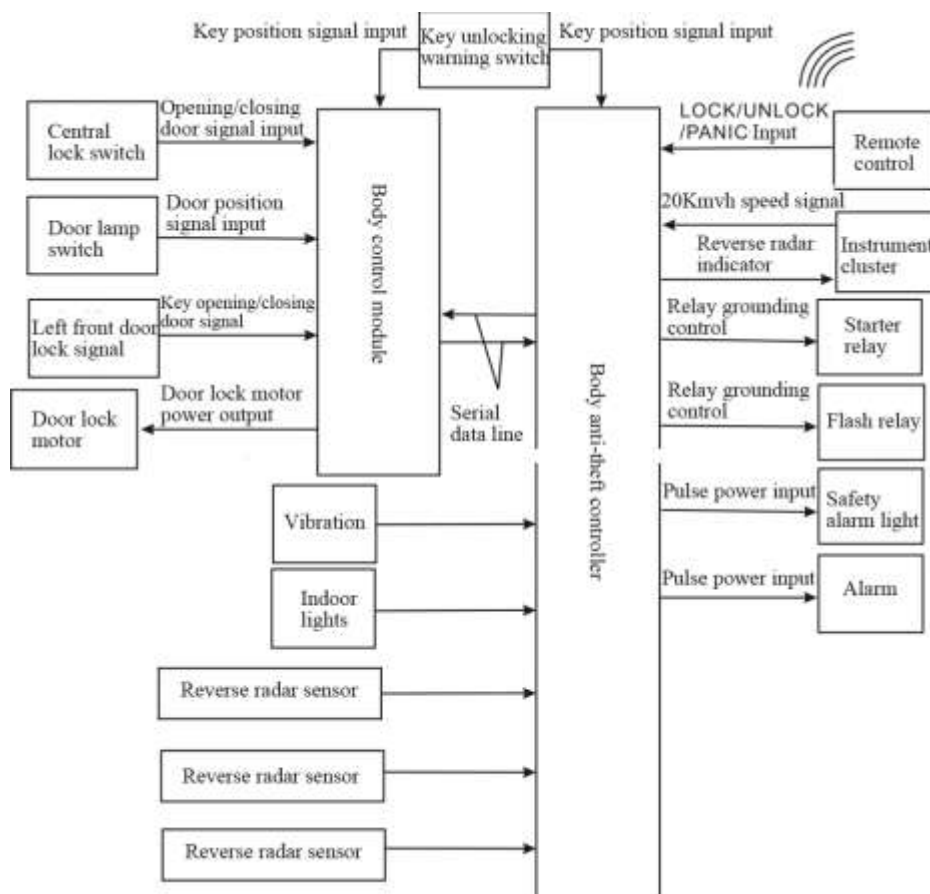 Key position signal input
Key unlocking
warning switch
Key position signal input
Central
lock switch
Opening/closing
door signal input
LOCK/UNLOCK
/PANIC Input
Remote
control
Door lamp
switch
Door position
signal input
Body control module
20Kmvh speed signal
Reverse radar
indicator
Instrument
cluster
Left front door
lock signal
Key opening/closing
door signal
Relay grounding
control
Starter
relay
Door lock
motor
Door lock motor
power output
Serial
data line
Body anti-theft controller
Relay grounding
control
Flash relay
Vibration
Pulse power input
Safety
alarm light
Indoor
lights
Pulse power input
Alarm
Reverse radar sensor
Reverse radar sensor
Reverse radar sensor